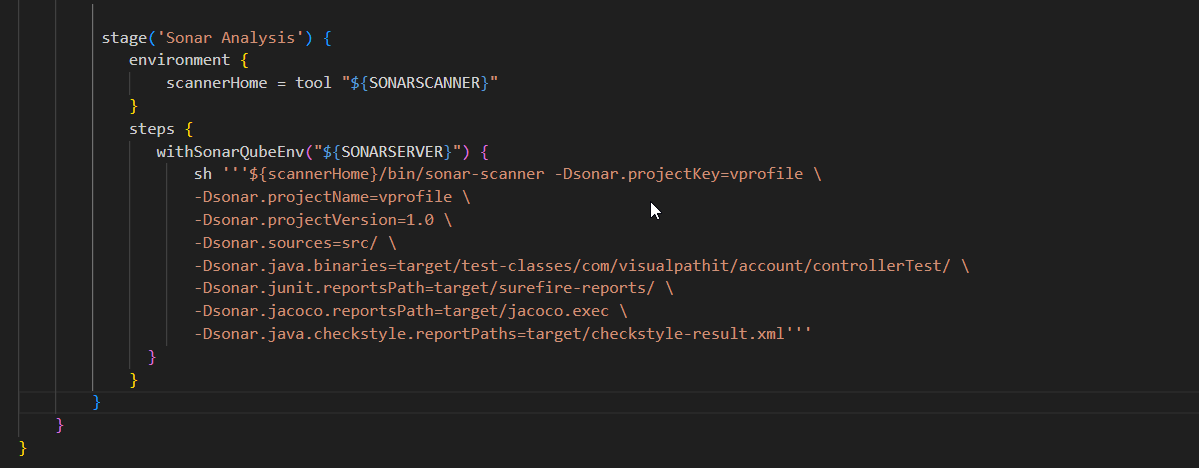 stage('Sonar Analysis') {
environment {
scannerHome = tool "${SONARSCANNER}"
}
steps {
withSonarQubeEnv("${SONARSERVER}") {
sh '''${scannerHome}/bin/sonar-scanner -Dsonar.projectKey=vprofile \
-Dsonar.projectName=vprofile \
-Dsonar.projectVersion=1.0 \
-Dsonar.sources=src/ \
-Dsonar.java.binaries=target/test-classes/com/visualpathit/account/controllerTest/ \
-Dsonar.junit.reportsPath=target/surefire-reports/ \
-Dsonar.jacoco.reportsPath=target/jacoco.exec \
-Dsonar.java.checkstyle.reportPaths=target/checkstyle-result.xml'''
}
}
}
}
}